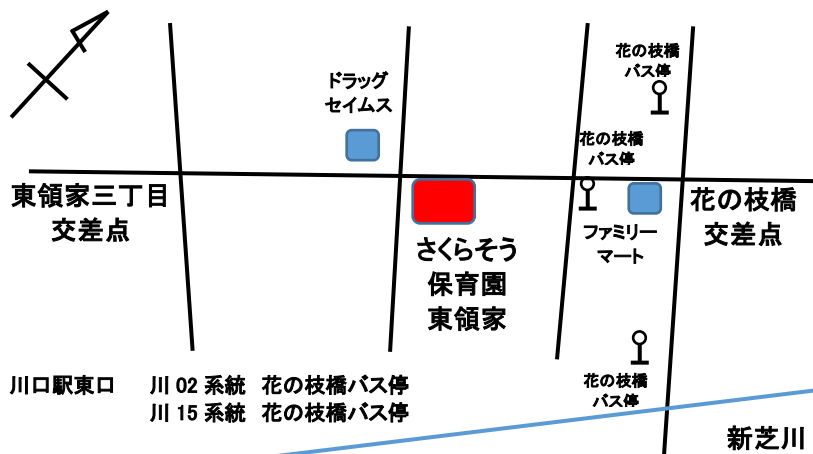 花の枝橋
バス停
ドラッグ
セイムス
花の枝橋
バス停
東領家三丁目
交差点
花の枝橋
交差点
ファミリー
マート
さくらそう
保育園
東領家
花の枝橋
バス停
川口駅東口 川 02 系統 花の枝橋バス停
川 15 系統 花の枝橋バス停
新芝川